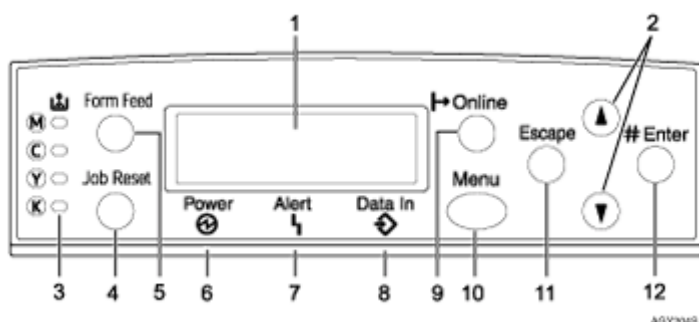 1
2
Form Feed
Online
M
C
Escape
# Enter
Y
Job Reset
Menu
K
Power
Alert
Data In
3
4
5
6
7
8
9
10
11
12